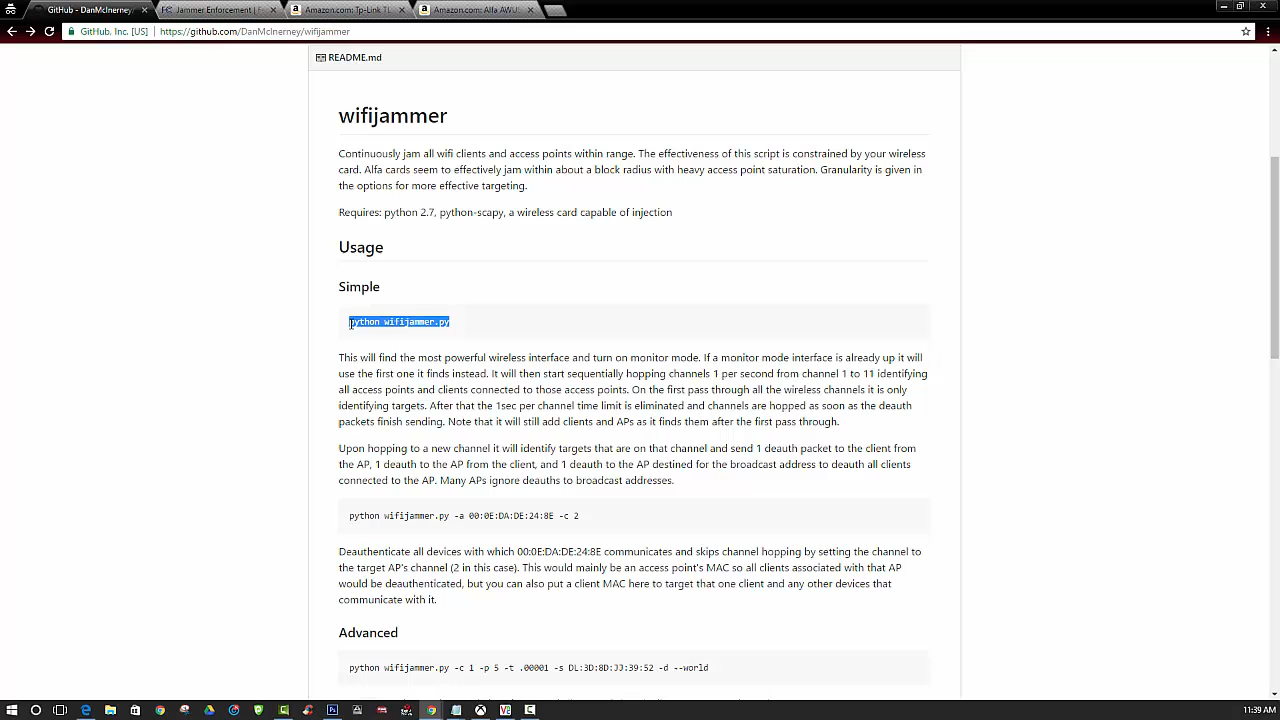 GitHub - DanMcInerney/
Jammer Enforcement | F
Amazon.com: Tp-Link TL
Amazon.com: Alfa AWUS
GitHub, Inc. [US] https://github.com/DanMcInerney/wifijammer
README.md
wifijammer
Continuously jam all wifi clients and access points within range. The effectiveness of this script is constrained by your wireless
card. Alfa cards seem to effectively jam within about a block radius with heavy access point saturation. Granularity is given in
the options for more effective targeting.
Requires: python 2.7, python-scapy, a wireless card capable of injection
Usage
Simple
python wifijammer.py
This will find the most powerful wireless interface and turn on monitor mode. If a monitor mode interface is already up it will
use the first one it finds instead. It will then start sequentially hopping channels 1 per second from channel 1 to 11 identifying
all access points and clients connected to those access points. On the first pass through all the wireless channels it is only
identifying targets. After that the 1sec per channel time limit is eliminated and channels are hopped as soon as the deauth
packets finish sending. Note that it will still add clients and APs as it finds them after the first pass through.
Upon hopping to a new channel it will identify targets that are on that channel and send 1 deauth packet to the client from
the AP, 1 deauth to the AP from the client, and 1 deauth to the AP destined for the broadcast address to deauth all clients
connected to the AP. Many APs ignore deauths to broadcast addresses.
python wifijammer.py -a 00:0E:DA:DE:24:8E -c 2
Deauthenticate all devices with which 00:0E:DA:DE:24:8E communicates and skips channel hopping by setting the channel to
the target AP's channel (2 in this case). This would mainly be an access point's MAC so all clients associated with that AP
would be deauthenticated, but you can also put a client MAC here to target that one client and any other devices that
communicate with it.
Advanced
python wifijammer.py -c 1 -p 5 -t .00001 -s DL:3D:8D:JJ:39:52 -d --world
11:39 AM